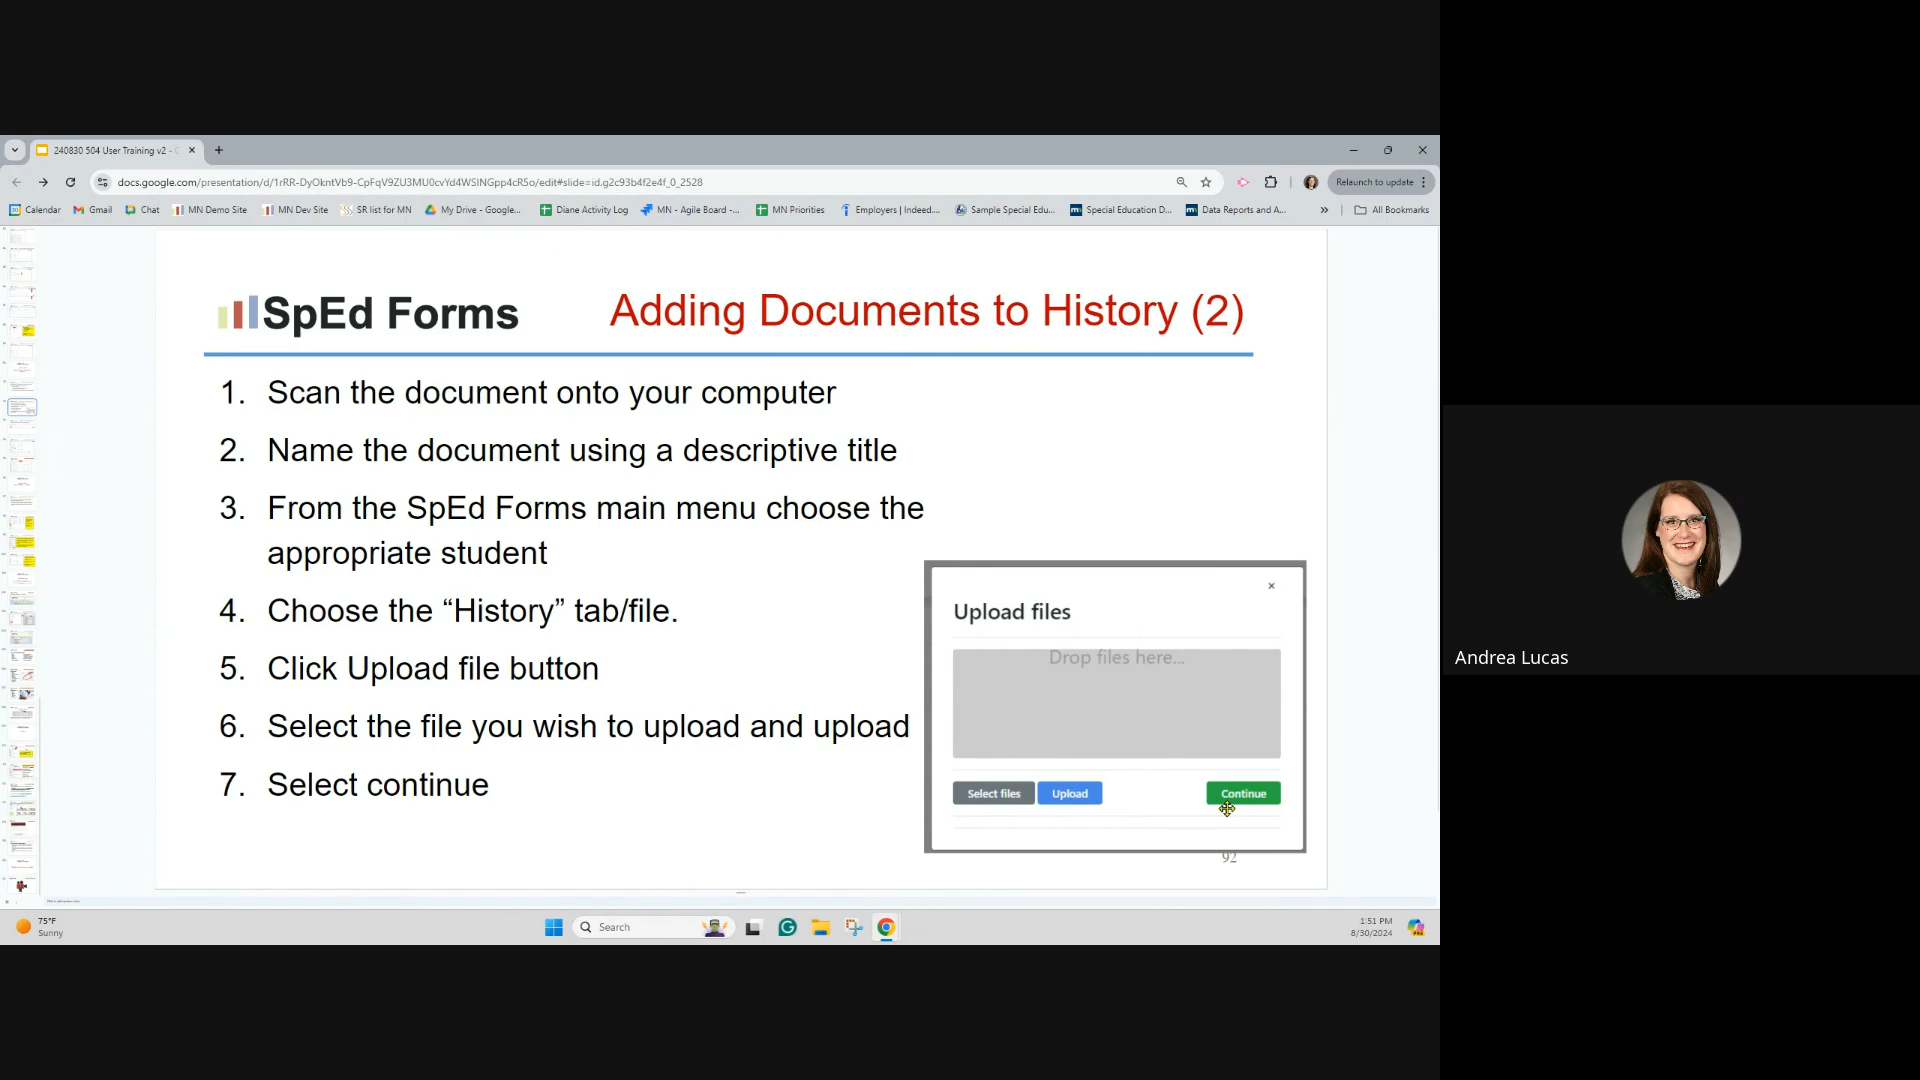 240830 504 User Training v2 - G
docs.google.com/presentation/d/1rRR-DyOkntVb9-CpFqV9ZU3MU0cvYd4WSINGpp4cRSo/edit#slide=id.g2c93b4f2e4f_0_2528
Relaunch to update
Calendar
Gmail
Chat
MN Demo Site
MN Dev Site
SR list for MN
My Drive - Google...
Diane Activity Log
MN - Agile Board -...
MN Priorities
Employers | Indeed....
Sample Special Edu...
Special Education D...
Data Reports and A...
»
All Bookmarks
SpEd Forms
Adding Documents to History (2)
1. Scan the document onto your computer
2. Name the document using a descriptive title
3. From the SpEd Forms main menu choose the
appropriate student
4. Choose the “History” tab/file.
5. Click Upload file button
6. Select the file you wish to upload and upload
7. Select continue
Upload files
Drop files here...
Select files
Upload
Continue
92
Andrea Lucas
75°F
Sunny
Search
1:51 PM
8/30/2024